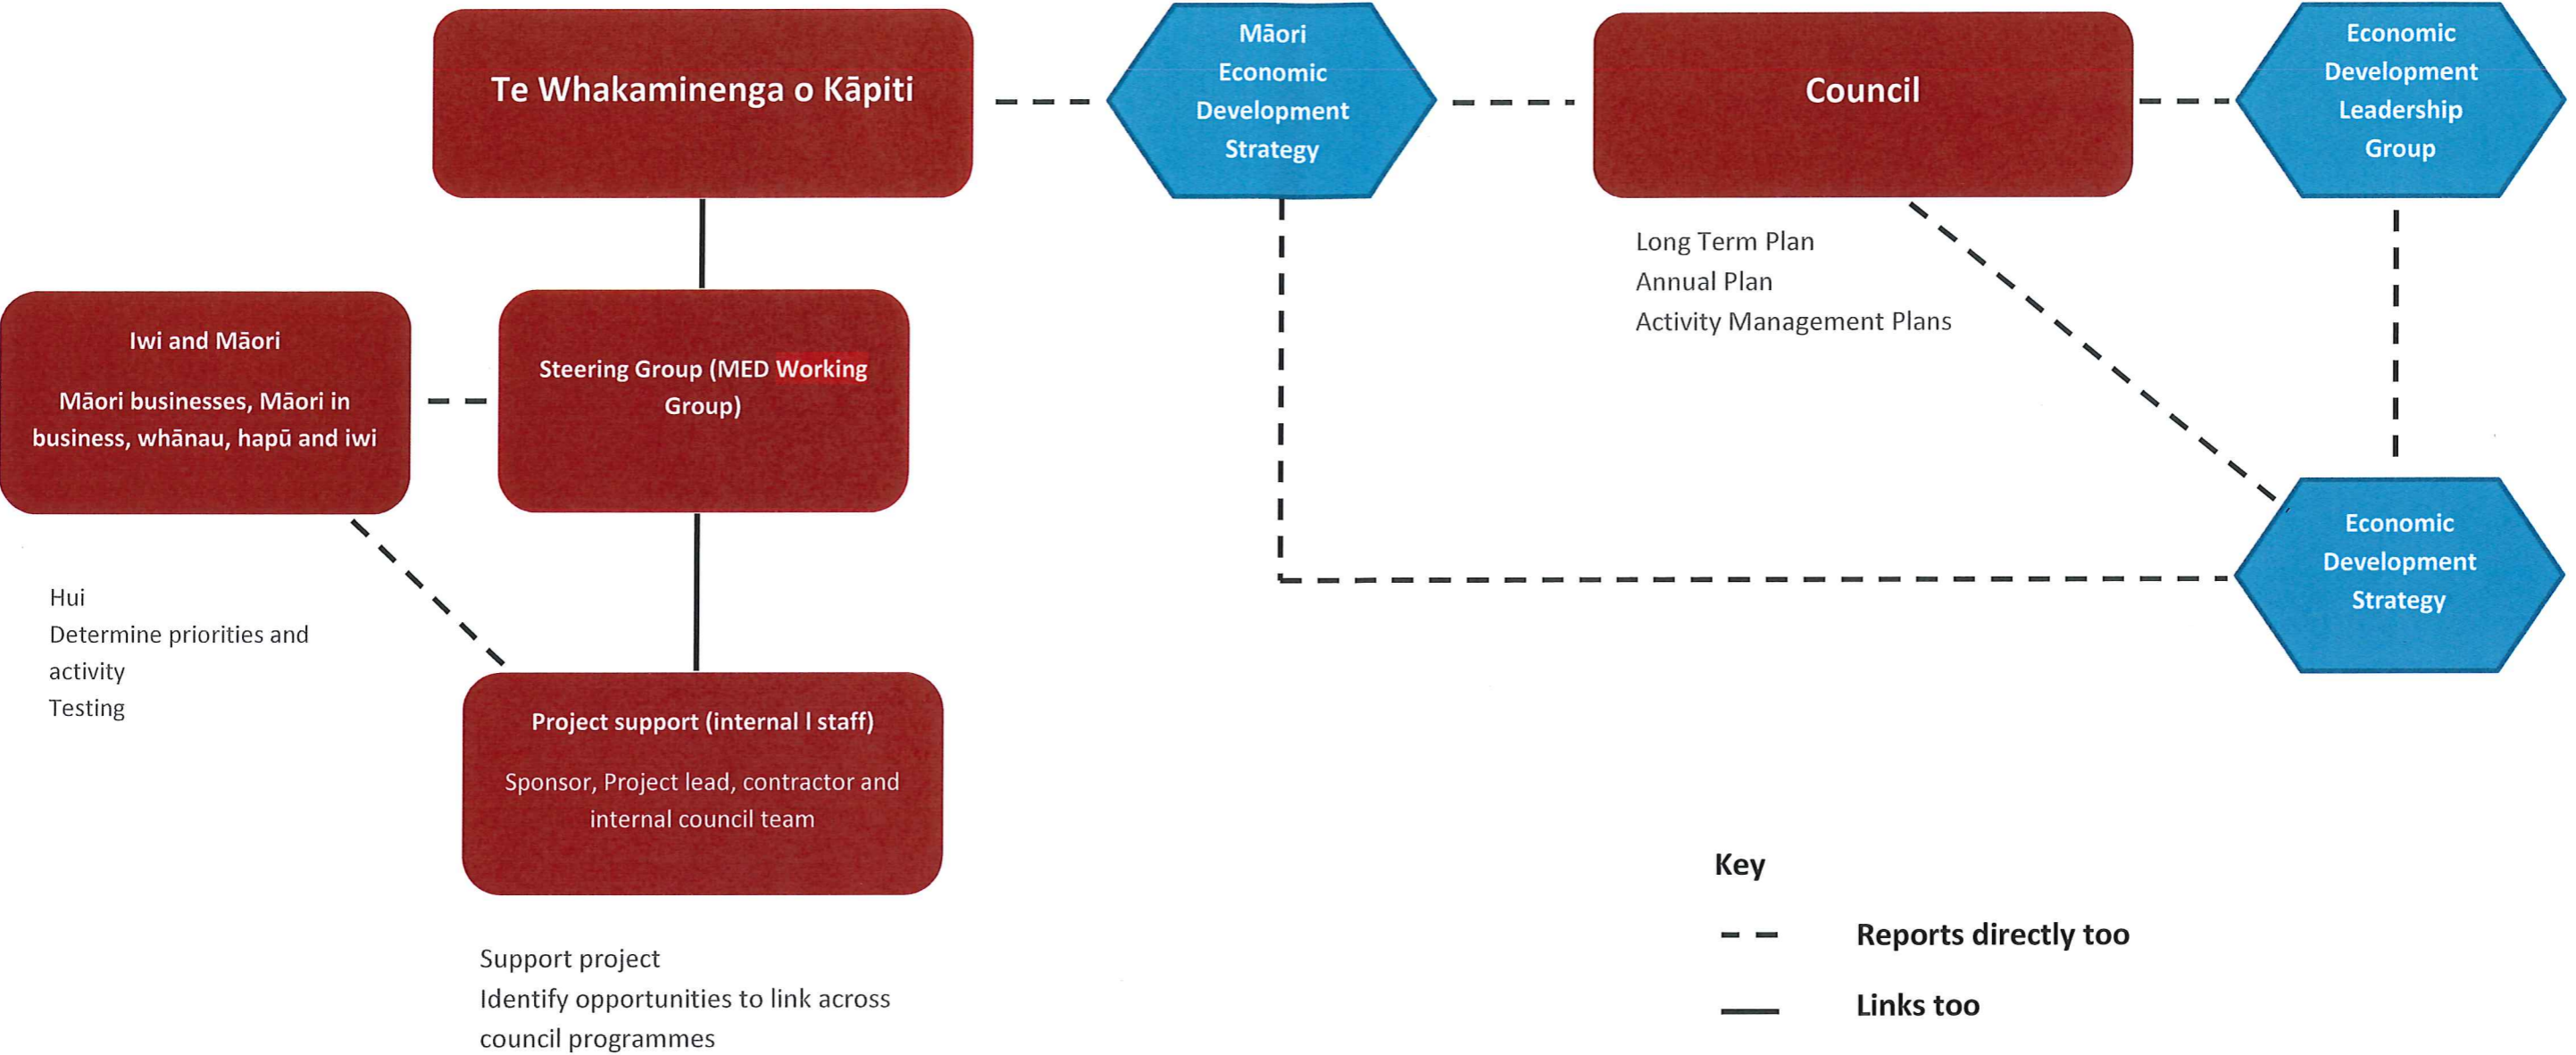 Te Whakaminenga o Kāpiti
Māori
Economic
Development
Strategy
Council
Economic
Development
Leadership
Group
Long Term Plan
Annual Plan
Activity Management Plans
Iwi and Māori
Māori businesses, Māori in
business, whānau, hapū and iwi
Steering Group (MED Working
Group)
Economic
Development
Strategy
Hui
Determine priorities and
activity
Testing
Project support (internal l staff)
Sponsor, Project lead, contractor and
internal council team
Support project
Identify opportunities to link across
council programmes
Key
Reports directly too
Links too